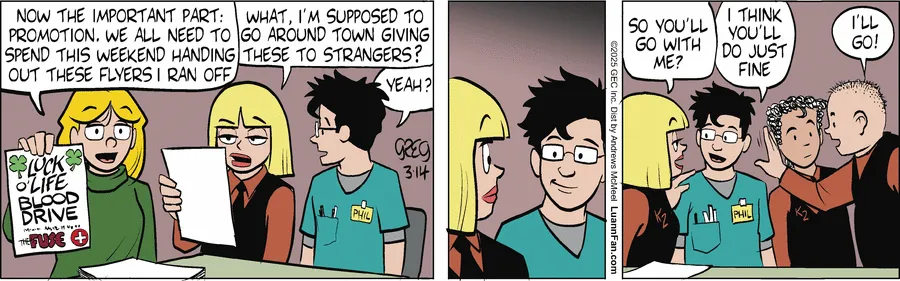 NOW THE IMPORTANT PART:
PROMOTION. WE ALL NEED TO
SPEND THIS WEEKEND HANDING
OUT THESE FLYERS I RAN OFF
WHAT, I'M SUPPOSED TO
GO AROUND TOWN GIVING
THESE TO STRANGERS?
YEAH?
LUCK
O' LIFE
BLOOD
DRIVE
THE FUSE
PHIL
GREG
3:14
©2025 GEC Inc. Dist by Andrews McMeel LuannFan.com
SO YOU'LL
GO WITH
ME?
I THINK
YOU'LL
DO JUST
FINE
I'LL
GO!
K2
PHIL
K2